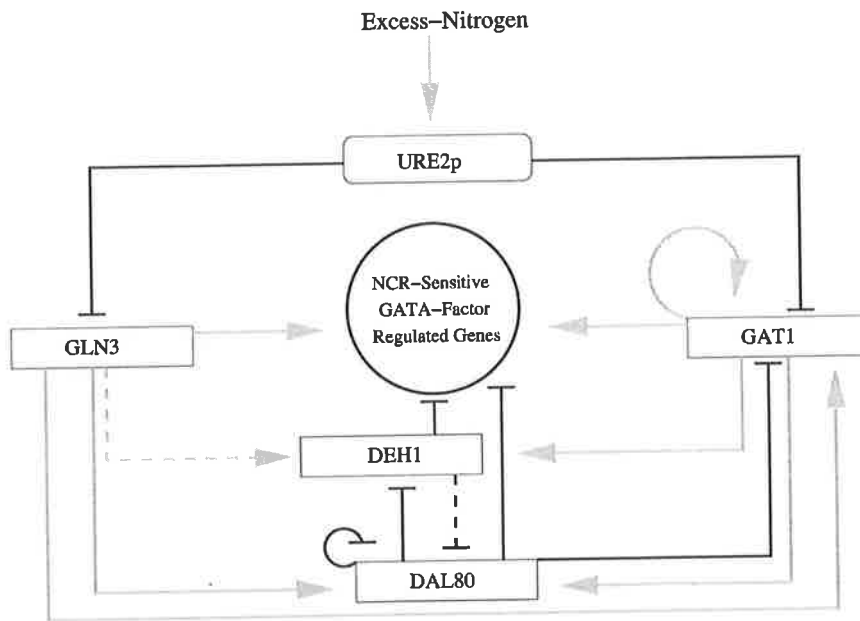 Excess–Nitrogen
URE2p
NCR–Sensitive
GATA–Factor
Regulated Genes
GLN3
GAT1
DEH1
DAL80